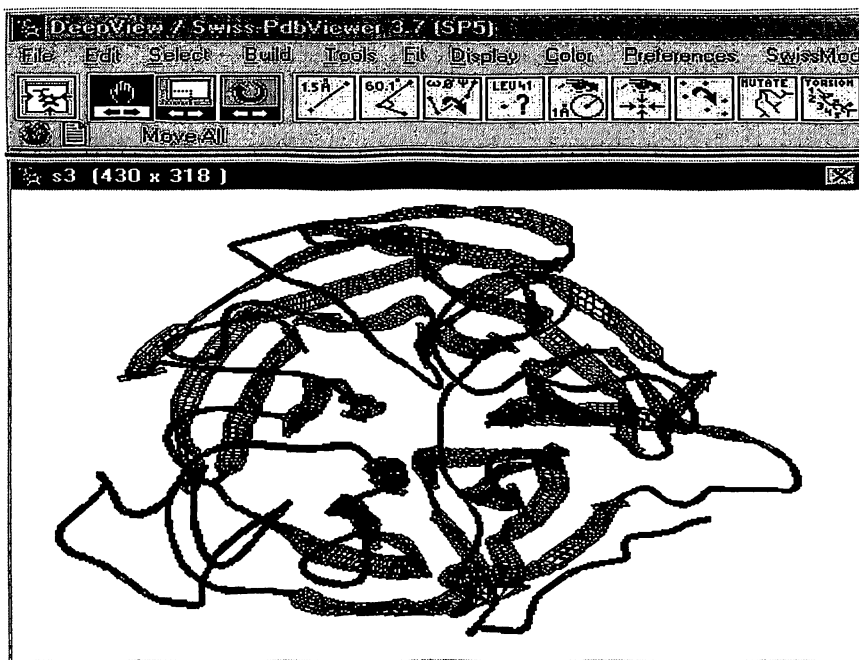 DeepView / Swiss-PdbViewer 3.7 (SP5)
File Edit Select Build Tools Fit Display Color Preferences SwissMod
1.5Å 60.1° ω Φ Ψ LEU41 ? 1Å MUTATE TORSION
Move All
s3 (430 x 318 )